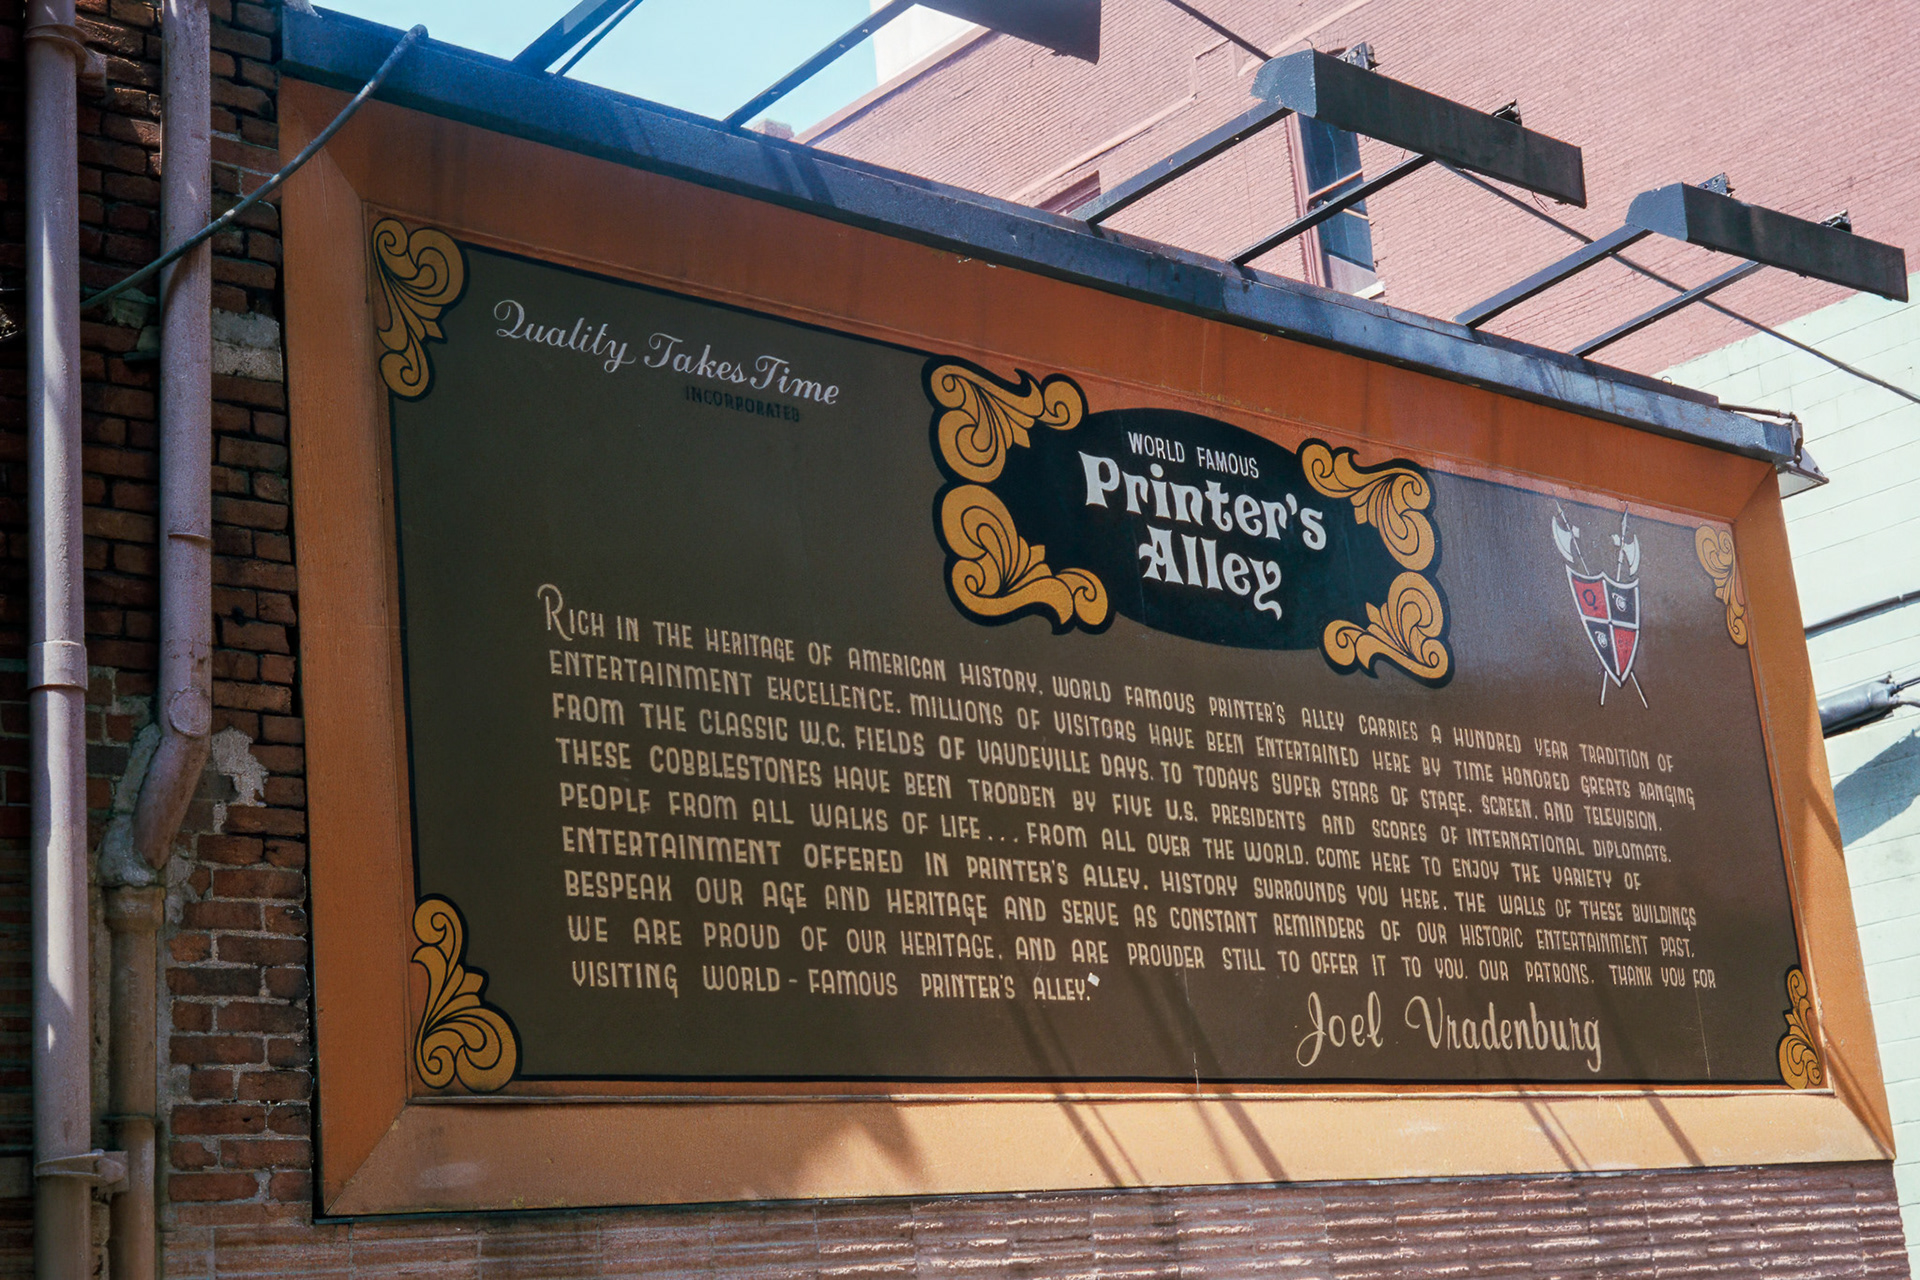 Quality Takes Time
INCORPORATED
WORLD FAMOUS
Printer's
Alley
RICH IN THE HERITAGE OF AMERICAN HISTORY, WORLD FAMOUS PRINTER'S ALLEY CARRIES A HUNDRED YEAR TRADITION OF
ENTERTAINMENT EXCELLENCE. MILLIONS OF VISITORS HAVE BEEN ENTERTAINED HERE BY TIME HONORED GREATS RANGING
FROM THE CLASSIC W.C. FIELDS OF VAUDEVILLE DAYS, TO TODAYS SUPER STARS OF STAGE, SCREEN, AND TELEVISION.
THESE COBBLESTONES HAVE BEEN TRODDEN BY FIVE U.S. PRESIDENTS AND SCORES OF INTERNATIONAL DIPLOMATS.
PEOPLE FROM ALL WALKS OF LIFE... FROM ALL OVER THE WORLD, COME HERE TO ENJOY THE VARIETY OF
ENTERTAINMENT OFFERED IN PRINTER'S ALLEY. HISTORY SURROUNDS YOU HERE. THE WALLS OF THESE BUILDINGS
BESPEAK OUR AGE AND HERITAGE AND SERVE AS CONSTANT REMINDERS OF OUR HISTORIC ENTERTAINMENT PAST.
WE ARE PROUD OF OUR HERITAGE, AND ARE PROUDER STILL TO OFFER IT TO YOU, OUR PATRONS. THANK YOU FOR
VISITING WORLD-FAMOUS PRINTER'S ALLEY."
Joel Vradenburg